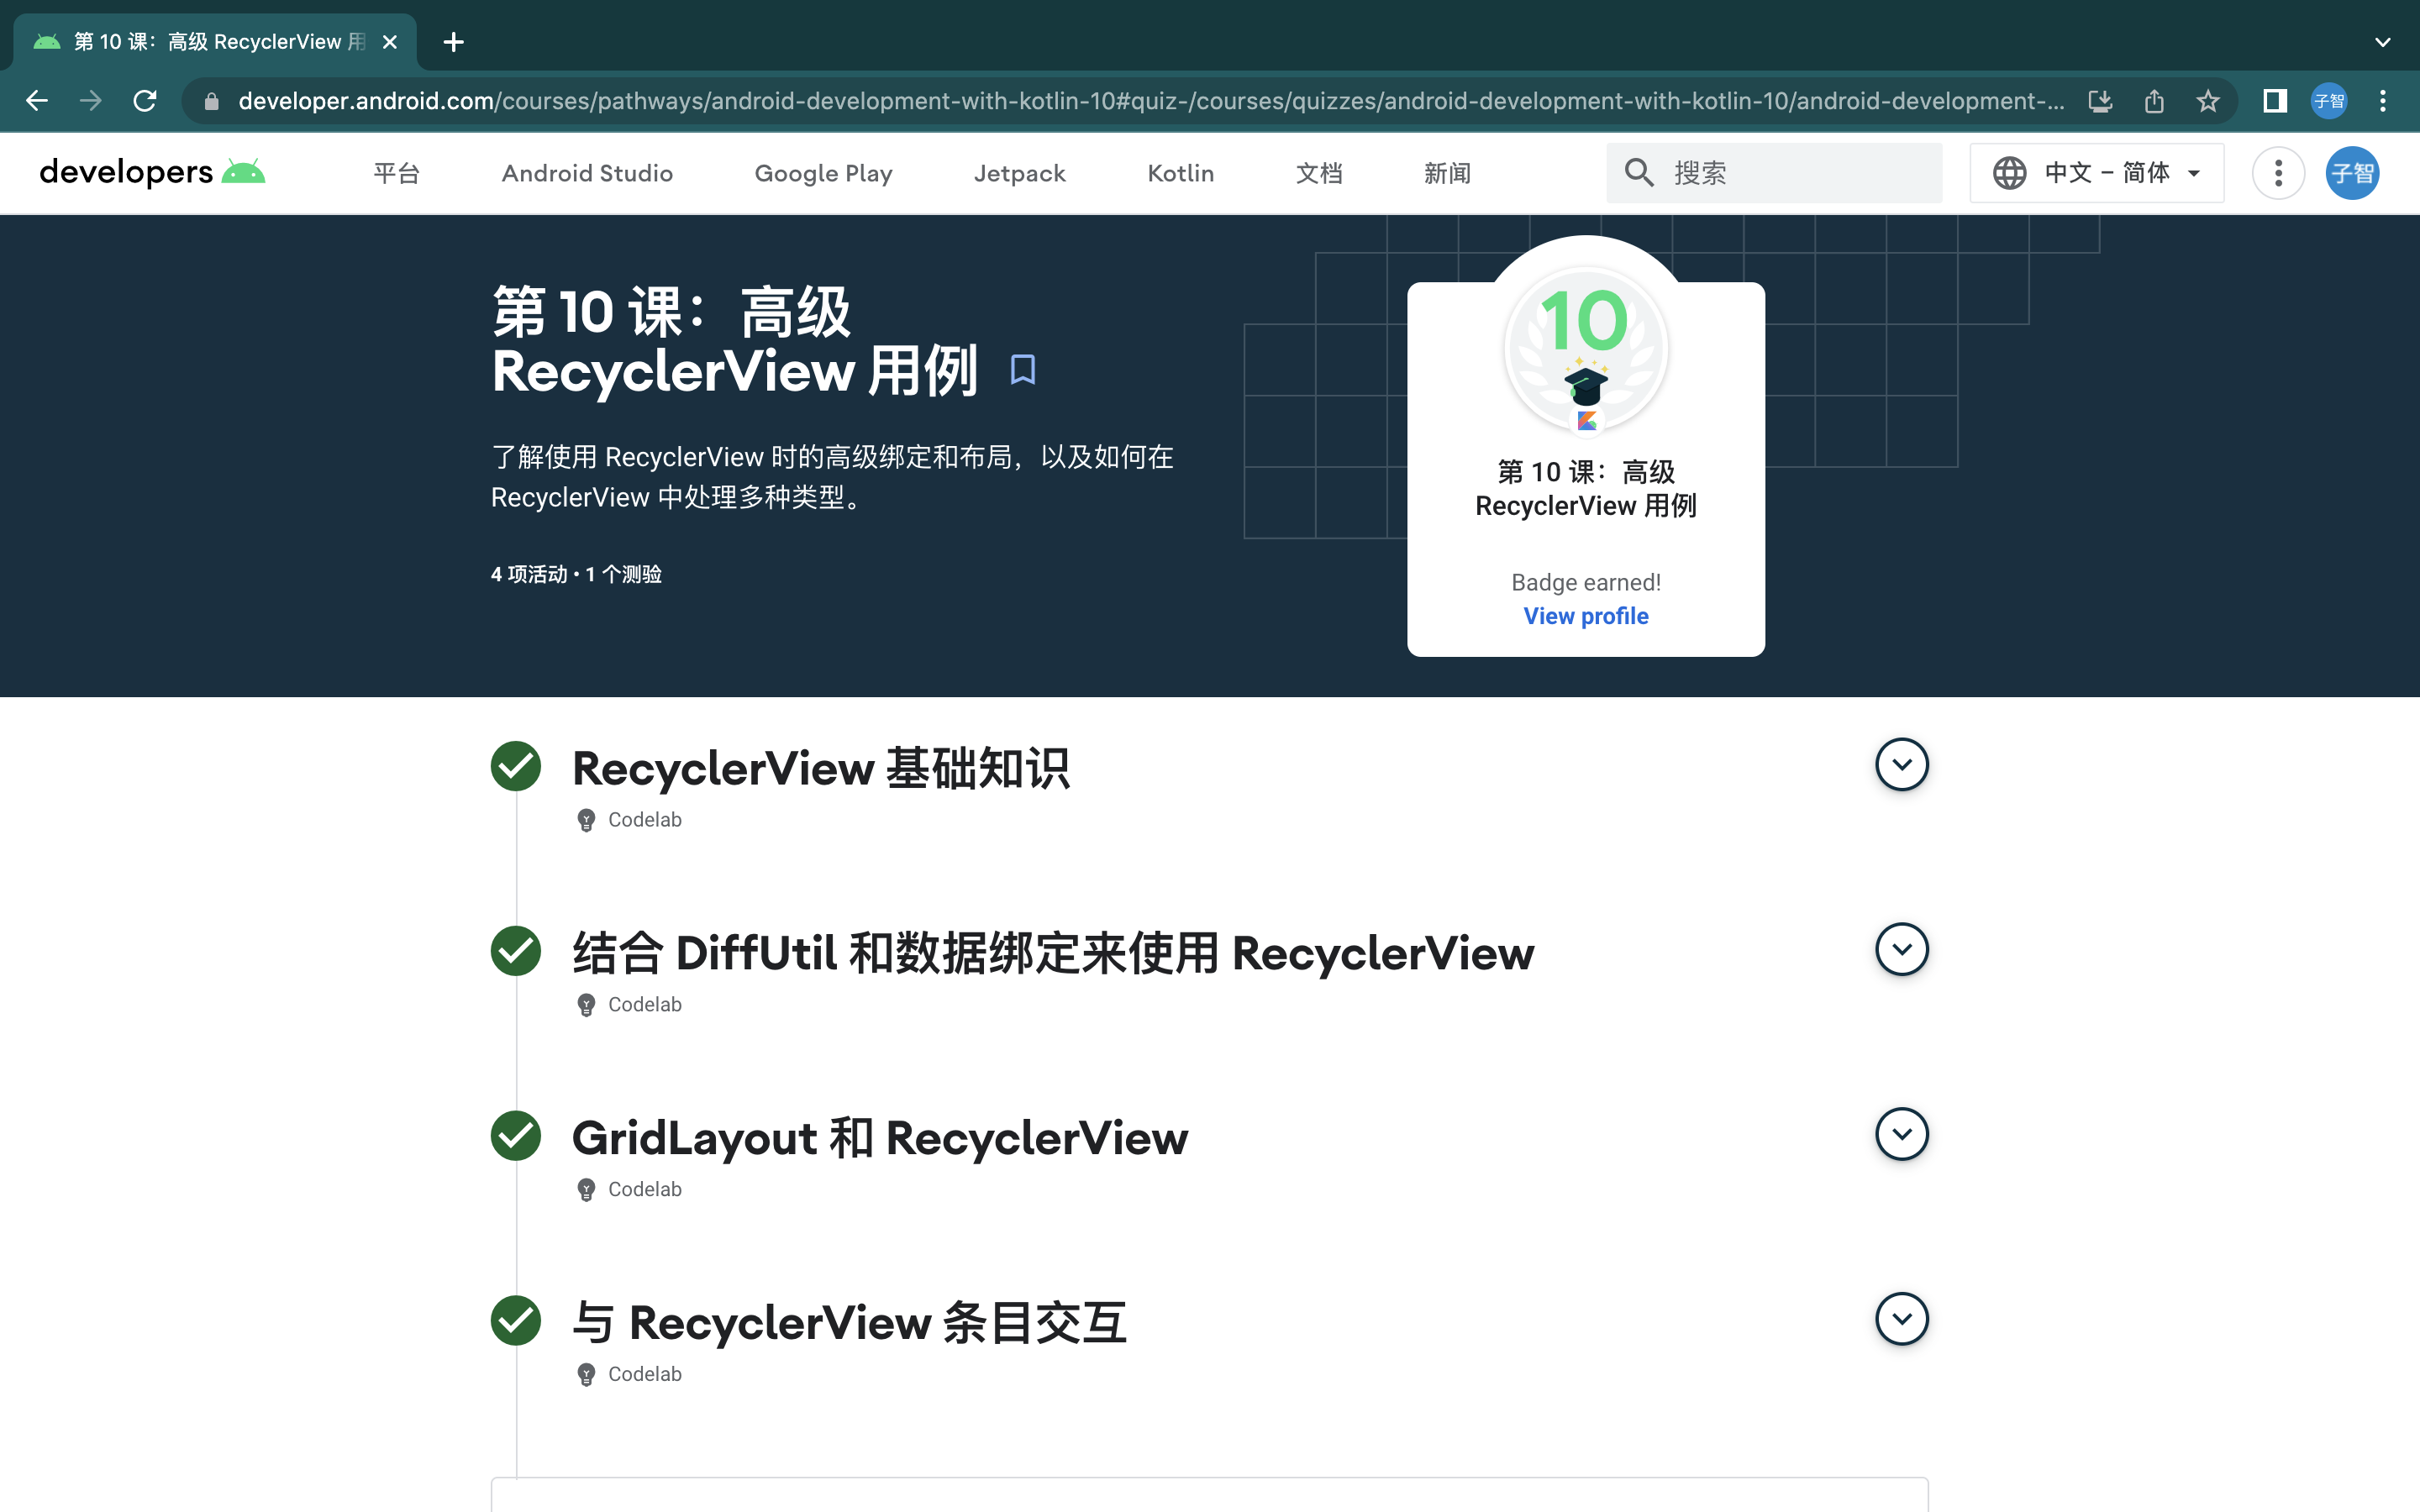 第 10 课：高级 RecyclerView 用
developer.android.com/courses/pathways/android-development-with-kotlin-10#quiz-/courses/quizzes/android-development-with-kotlin-10/android-development-...
子智
developers
平台
Android Studio
Google Play
Jetpack
Kotlin
文档
新闻
搜索
中文 – 简体
子智
第 10 课：高级
RecyclerView 用例
了解使用 RecyclerView 时的高级绑定和布局，以及如何在
RecyclerView 中处理多种类型。
4 项活动 • 1 个测验
10
第 10 课：高级
RecyclerView 用例
Badge earned!
View profile
RecyclerView 基础知识
Codelab
结合 DiffUtil 和数据绑定来使用 RecyclerView
Codelab
GridLayout 和 RecyclerView
Codelab
与 RecyclerView 条目交互
Codelab